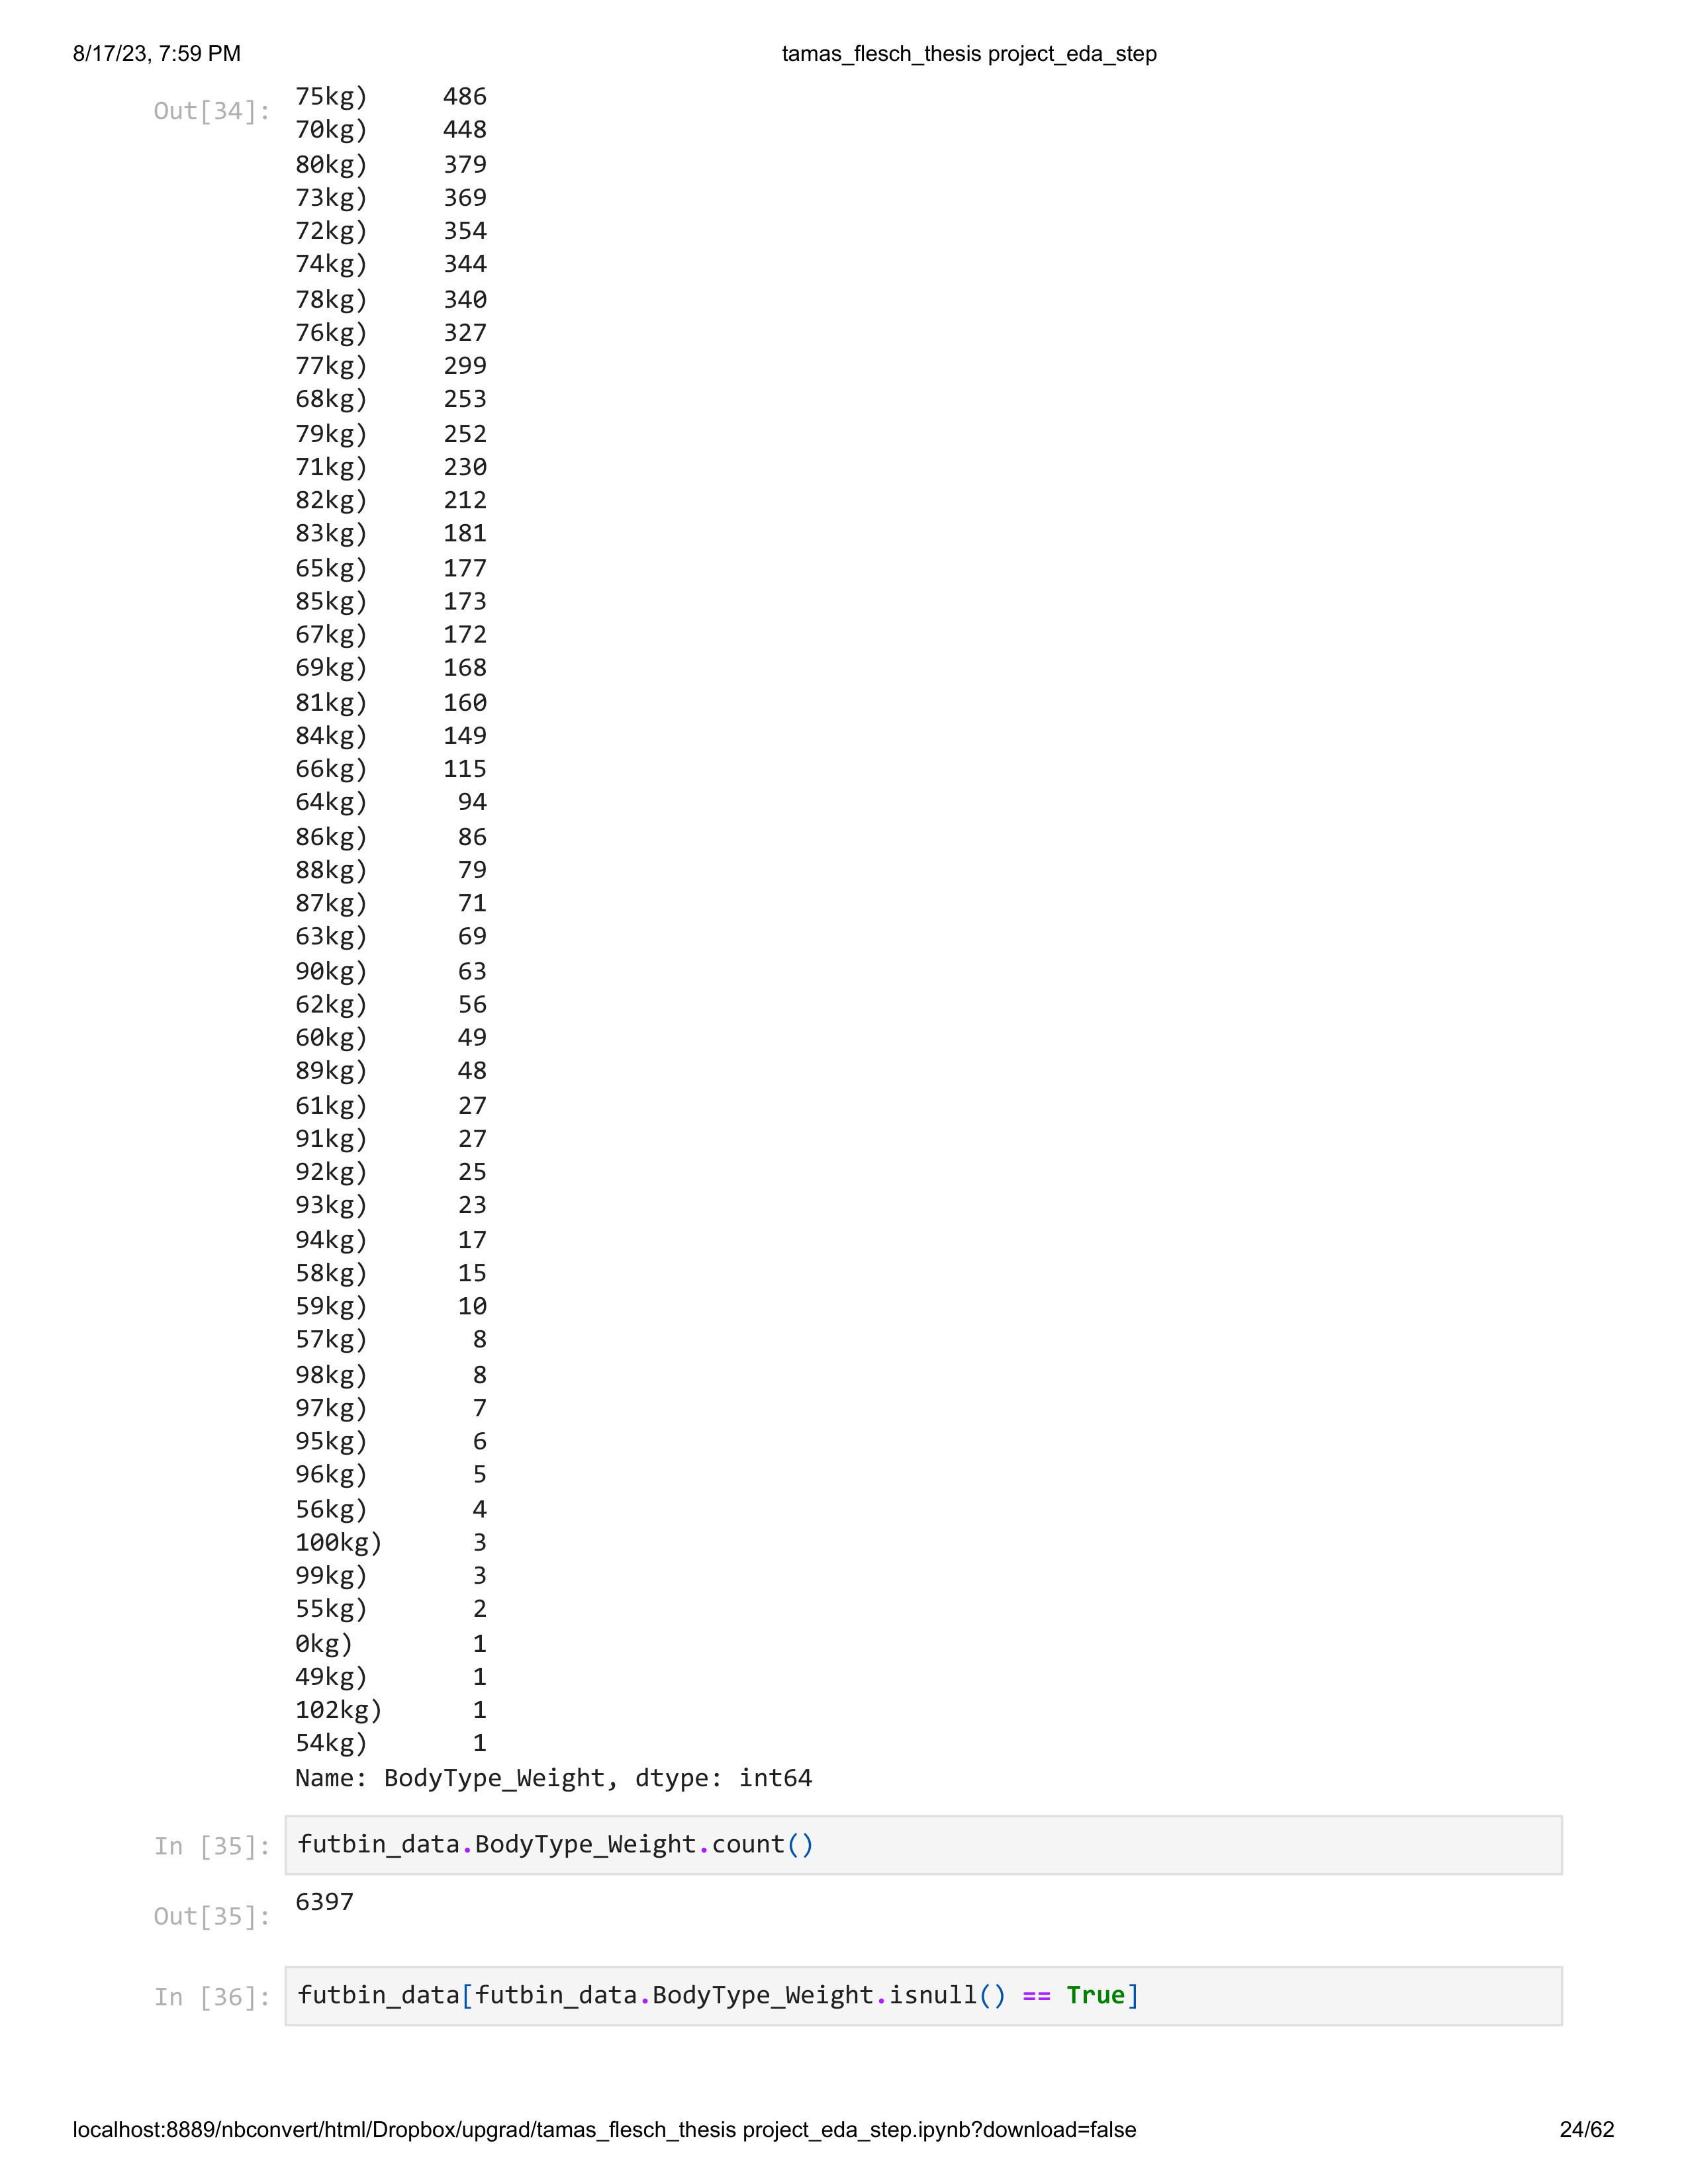 8/17/23, 7:59 PM tamas_flesch_thesis project_eda_step
Out[34]: 75kg) 486
70kg) 448
80kg) 379
73kg) 369
72kg) 354
74kg) 344
78kg) 340
76kg) 327
77kg) 299
68kg) 253
79kg) 252
71kg) 230
82kg) 212
83kg) 181
65kg) 177
85kg) 173
67kg) 172
69kg) 168
81kg) 160
84kg) 149
66kg) 115
64kg) 94
86kg) 86
88kg) 79
87kg) 71
63kg) 69
90kg) 63
62kg) 56
60kg) 49
89kg) 48
61kg) 27
91kg) 27
92kg) 25
93kg) 23
94kg) 17
58kg) 15
59kg) 10
57kg) 8
98kg) 8
97kg) 7
95kg) 6
96kg) 5
56kg) 4
100kg) 3
99kg) 3
55kg) 2
0kg) 1
49kg) 1
102kg) 1
54kg) 1
Name: BodyType_Weight, dtype: int64
In [35]: futbin_data.BodyType_Weight.count()
Out[35]: 6397
In [36]: futbin_data[futbin_data.BodyType_Weight.isnull() == True]
localhost:8889/nbconvert/html/Dropbox/upgrad/tamas_flesch_thesis project_eda_step.ipynb?download=false 24/62